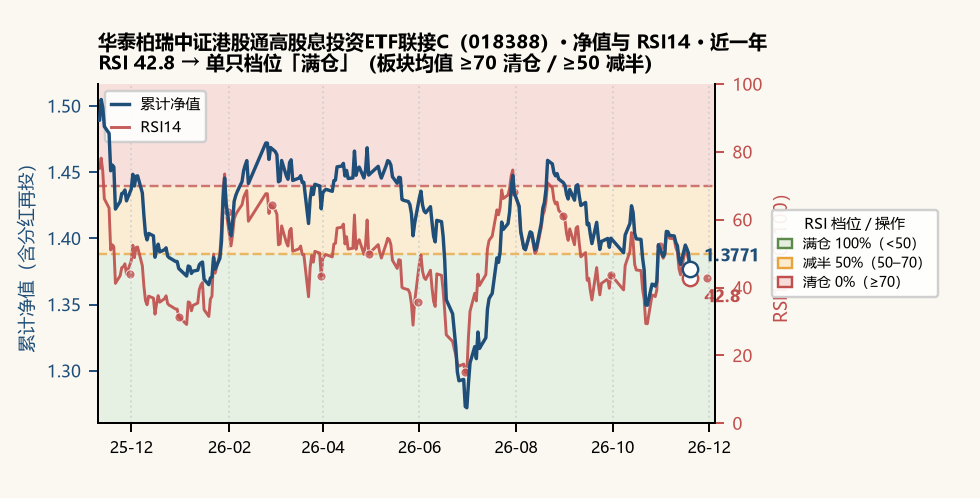 华泰柏瑞中证港股通高股息投资ETF联接C（018388）· 净值与 RSI14 · 近一年
RSI 42.8 → 单只档位「满仓」（板块均值 ≥70 清仓 / ≥50 减半）
累计净值
RSI14
累计净值（含分红再投）
1.50
1.45
1.40
1.35
1.30
100
80
60
40
20
0
1.3771
42.8
RSI
RSI 档位 / 操作
满仓 100%（<50）
减半 50%（50–70）
清仓 0%（≥70）
25-12
26-02
26-04
26-06
26-08
26-10
26-12